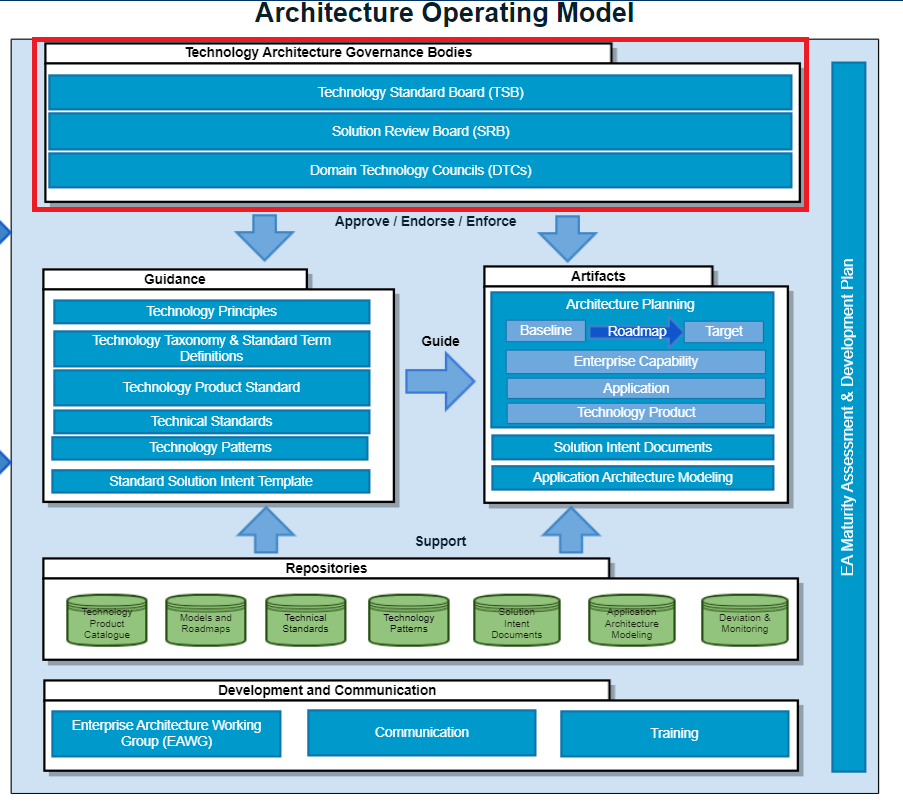 Architecture Operating Model
Technology Architecture Governance Bodies
Technology Standard Board (TSB)
Solution Review Board (SRB)
Domain Technology Councils (DTCs)
Approve / Endorse / Enforce
Guidance
Technology Principles
Technology Taxonomy & Standard Term
Definitions
Technology Product Standard
Technical Standards
Technology Patterns
Standard Solution Intent Template
Guide
Artifacts
Architecture Planning
Baseline
Roadmap
Target
Enterprise Capability
Application
Technology Product
Solution Intent Documents
Application Architecture Modeling
Support
Repositories
Technology
Product
Catalogue
Models and
Roadmaps
Technical
Standards
Technology
Patterns
Solution
Intent
Documents
Application
Architecture
Modeling
Deviation &
Monitoring
Development and Communication
Enterprise Architecture Working
Group (EAWG)
Communication
Training
EA Maturity Assessment & Development Plan